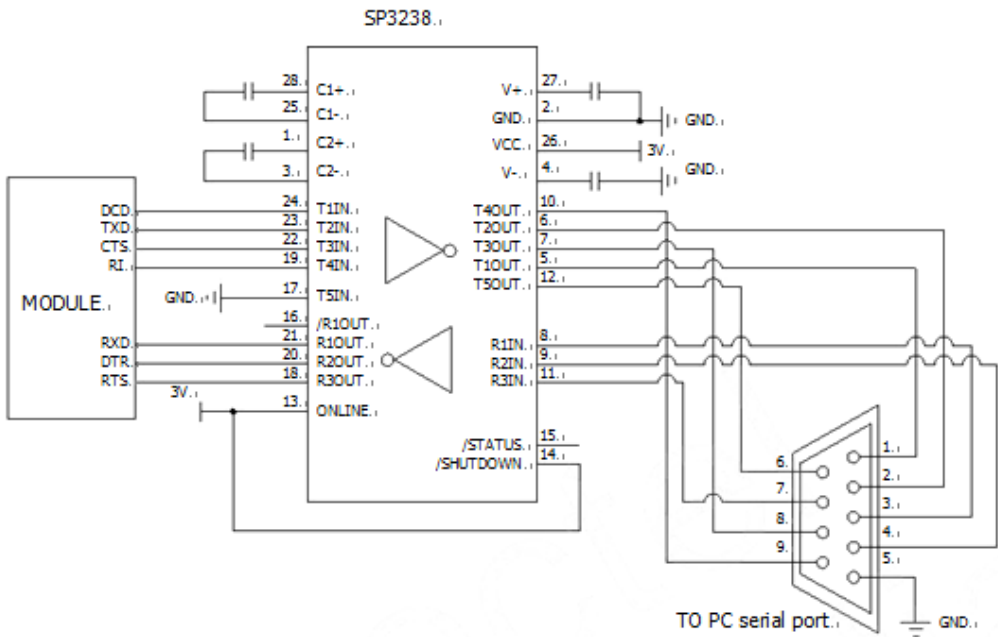 SP3238.
28.
C1+.
25.
C1-.
1.
C2+.
3.
C2-.
V+.
27.
GND.
2.
GND.
VCC.
26.
3V.
V-.
4.
GND.
MODULE.
DCD.
24.
T1IN.
TXD.
23.
T2IN.
CTS.
22.
T3IN.
RI.
19.
T4IN.
GND.
17.
T5IN.
16.
/R1OUT.
RXD.
21.
R1OUT.
DTR.
20.
R2OUT.
RTS.
18.
R3OUT.
3V.
13.
ONLINE.
T4OUT.
10.
T2OUT.
6.
T3OUT.
7.
T1OUT.
5.
T5OUT.
12.
R1IN.
8.
R2IN.
9.
R3IN.
11.
/STATUS.
15.
/SHUTDOWN.
14.
6.
7.
8.
9.
1.
2.
3.
4.
5.
TO PC serial port.
GND.